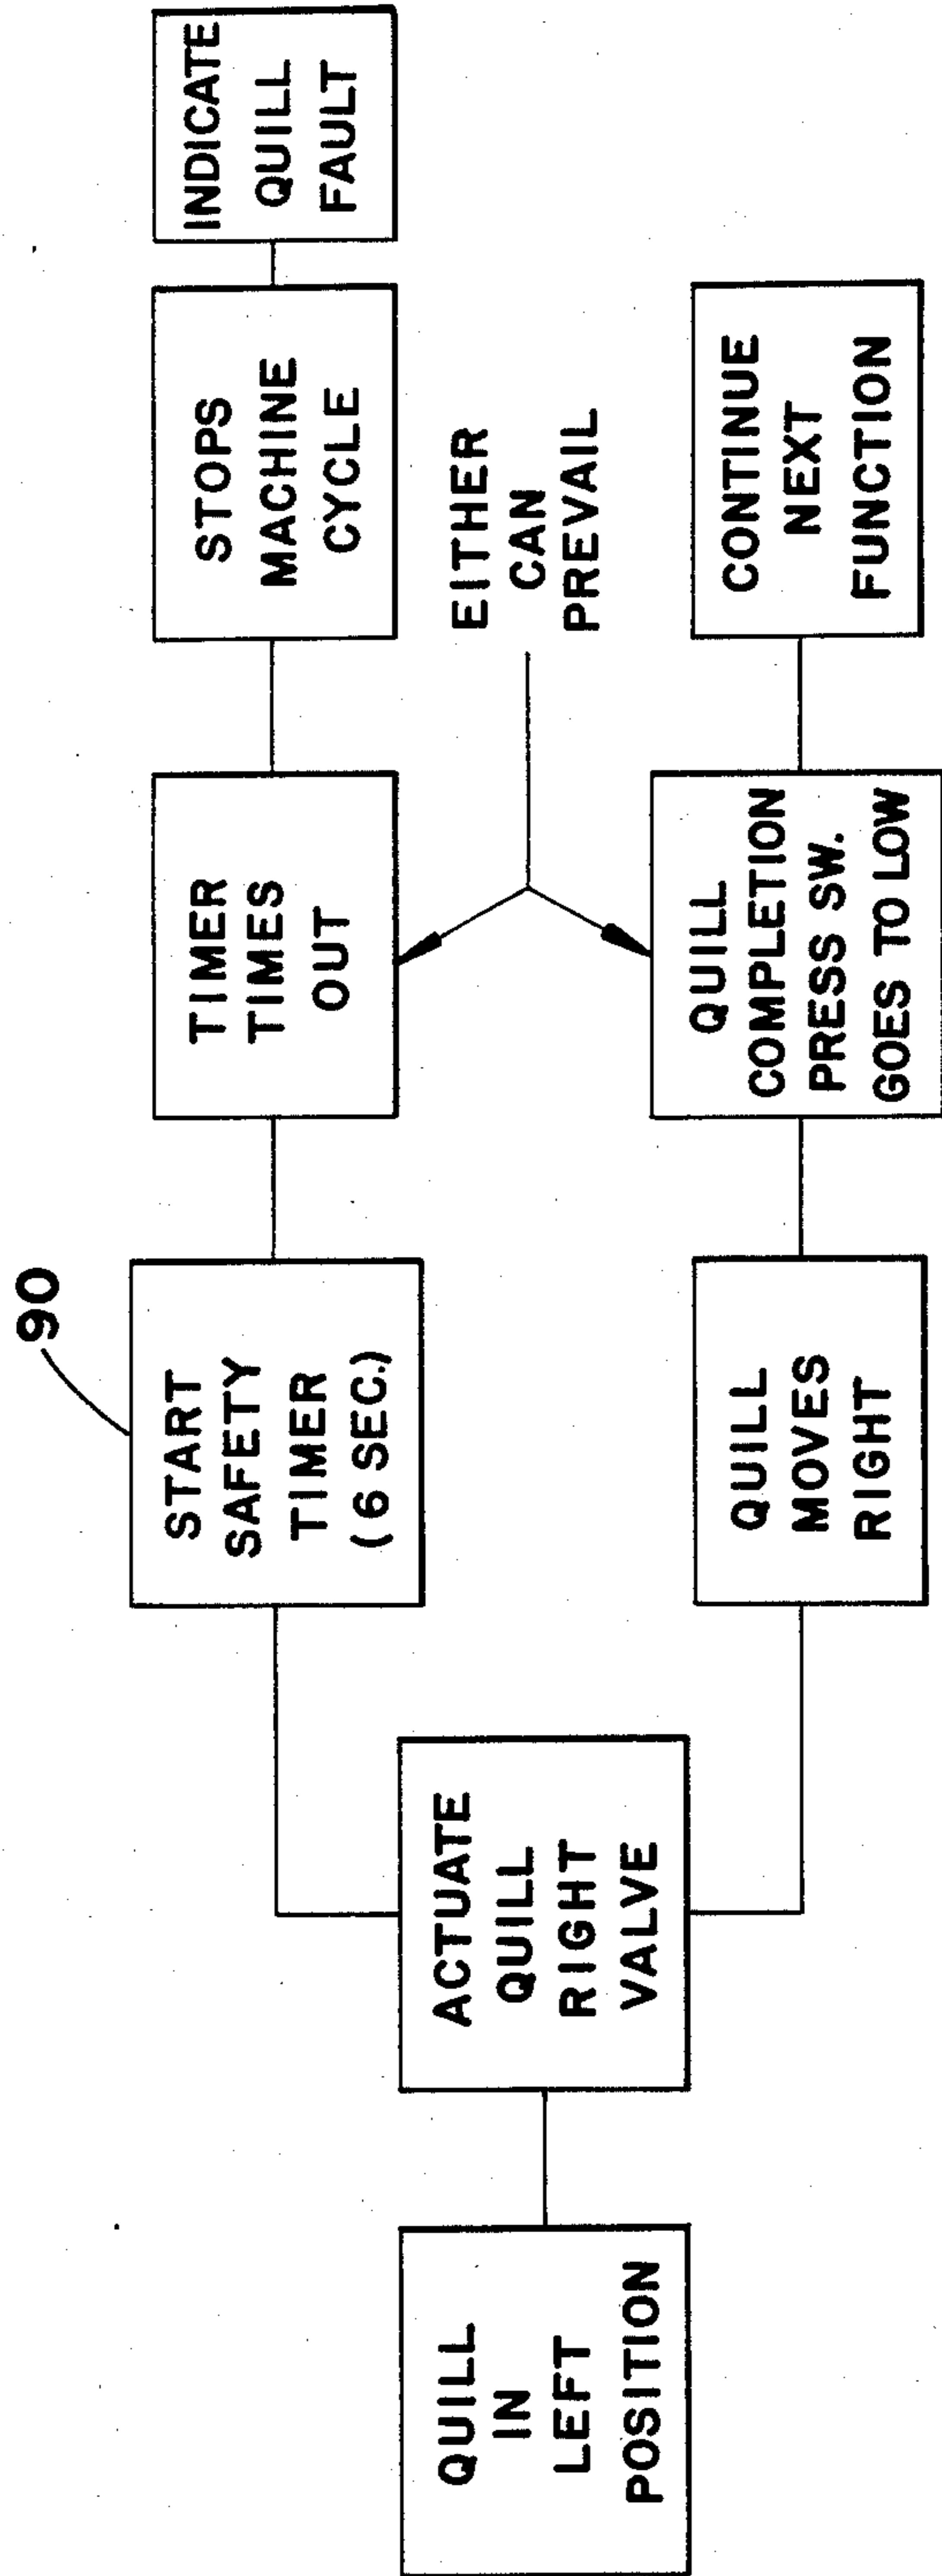 QUILL
IN
LEFT
POSITION
ACTUATE
QUILL
RIGHT
VALVE
90
START
SAFETY
TIMER
(6 SEC.)
TIMER
TIMES
OUT
STOPS
MACHINE
CYCLE
INDICATE
QUILL
FAULT
EITHER
CAN
PREVAIL
QUILL
MOVES
RIGHT
QUILL
COMPLETION
PRESS SW.
GOES TO LOW
CONTINUE
NEXT
FUNCTION